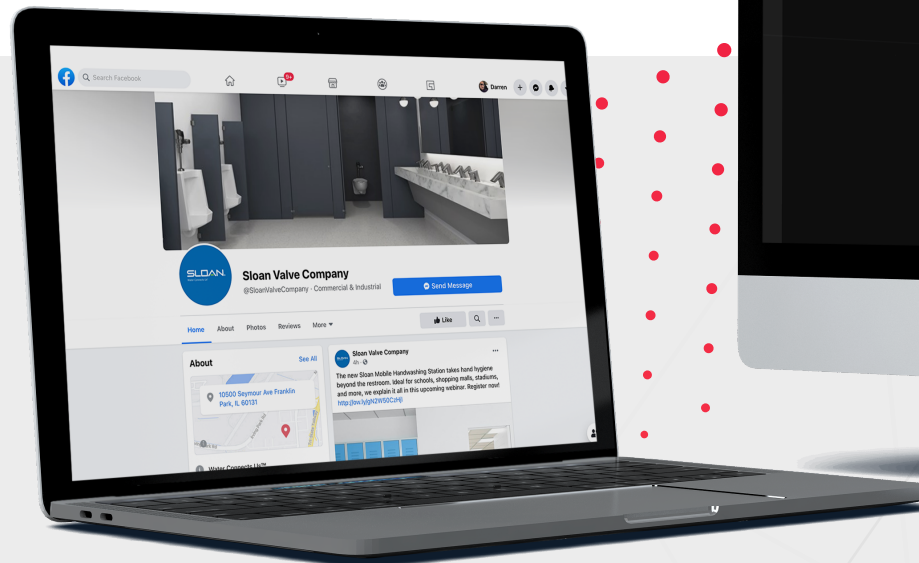 Search Facebook
9+
Darren
SLOAN.
Sloan Valve Company
@SloanValveCompany · Commercial & Industrial
Send Message
Home About Photos Reviews More
Like
About See All
10500 Seymour Ave Franklin
Park, IL 60131
Water Connects Us™
Sloan Valve Company
4h
The new Sloan Mobile Handwashing Station takes hand hygiene
beyond the restroom. Ideal for schools, shopping malls, stadiums,
and more, we explain it all in this upcoming webinar. Register now!